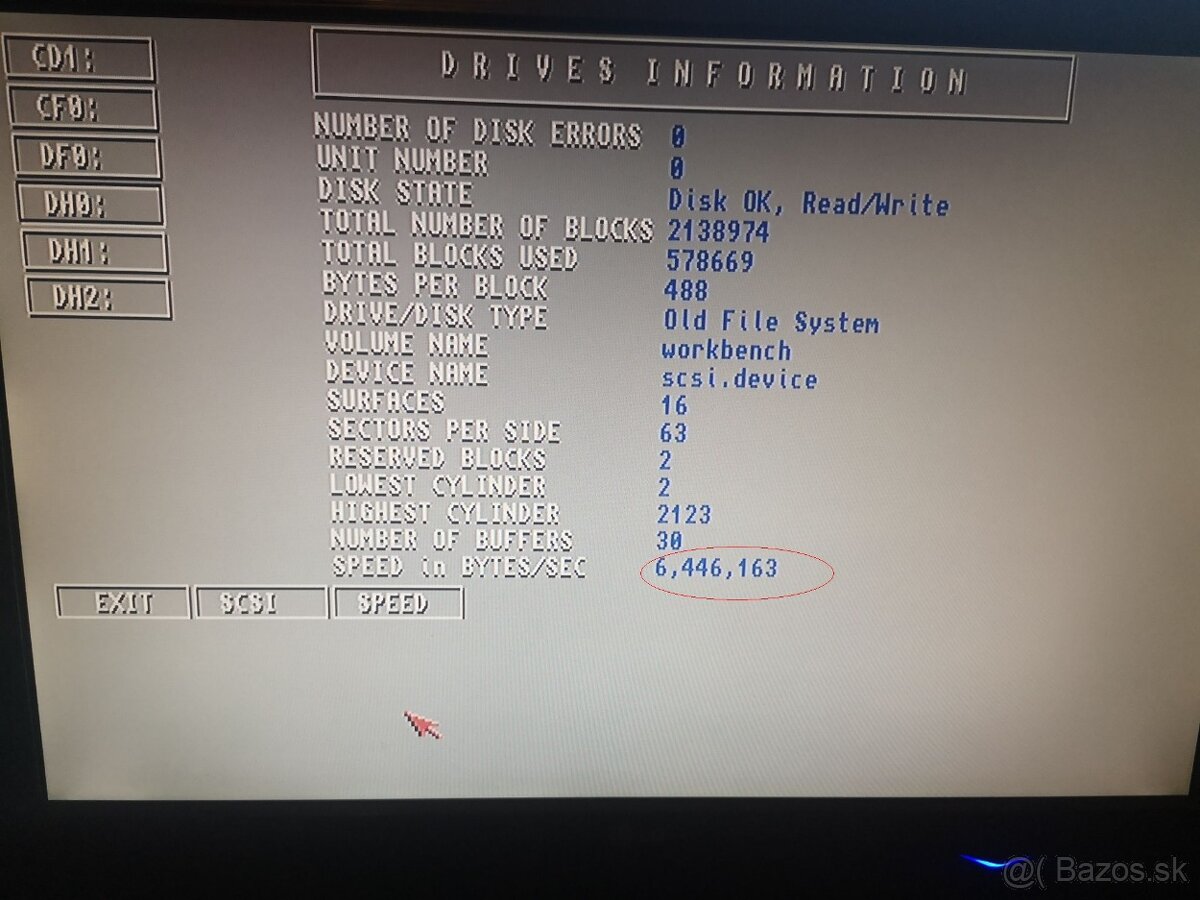 CD1:
CF0:
DF0:
DH0:
DH1:
DH2:
DRIVES INFORMATION
NUMBER OF DISK ERRORS 0
UNIT NUMBER 0
DISK STATE Disk OK, Read/Write
TOTAL NUMBER OF BLOCKS 2138974
TOTAL BLOCKS USED 578669
BYTES PER BLOCK 488
DRIVE/DISK TYPE Old File System
VOLUME NAME workbench
DEVICE NAME scsi.device
SURFACES 16
SECTORS PER SIDE 63
RESERVED BLOCKS 2
LOWEST CYLINDER 2
HIGHEST CYLINDER 2123
NUMBER OF BUFFERS 30
SPEED in BYTES/SEC 6,446,163
EXIT SCSI SPEED
@( Bazos.sk